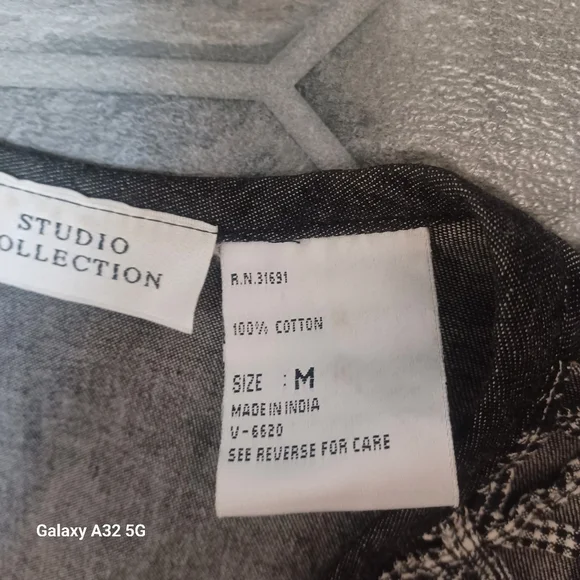 STUDIO
OLLECTION
R.N.31691
100% COTTON
SIZE : M
MADE IN INDIA
V-6620
SEE REVERSE FOR CARE
Galaxy A32 5G